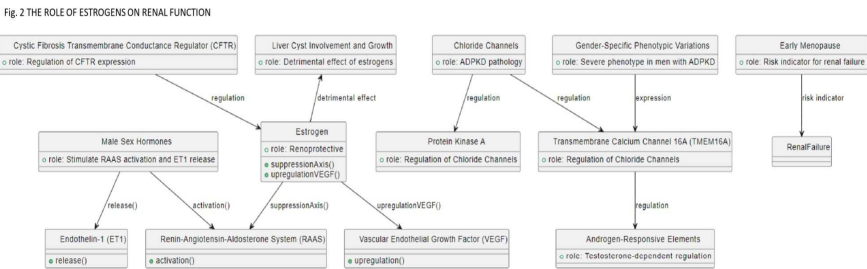 Fig. 2 THE ROLE OF ESTROGENS ON RENAL FUNCTION
Cystic Fibrosis Transmembrane Conductance Regulator (CFTR)
role: Regulation of CFTR expression
Liver Cyst Involvement and Growth
role: Detrimental effect of estrogens
Chloride Channels
role: ADPKD pathology
Gender-Specific Phenotypic Variations
role: Severe phenotype in men with ADPKD
Early Menopause
role: Risk indicator for renal failure
regulation
detrimental effect
regulation
regulation
expression
risk indicator
Male Sex Hormones
role: Stimulate RAAS activation and ET1 release
Estrogen
role: Renoprotective
suppressionAxis()
upregulationVEGF()
Protein Kinase A
role: Regulation of Chloride Channels
Transmembrane Calcium Channel 16A (TMEM16A)
role: Regulation of Chloride Channels
RenalFailure
release()
activation()
suppressionAxis()
upregulationVEGF()
regulation
Endothelin-1 (ET1)
release()
Renin-Angiotensin-Aldosterone System (RAAS)
activation()
Vascular Endothelial Growth Factor (VEGF)
upregulation()
Androgen-Responsive Elements
role: Testosterone-dependent regulation